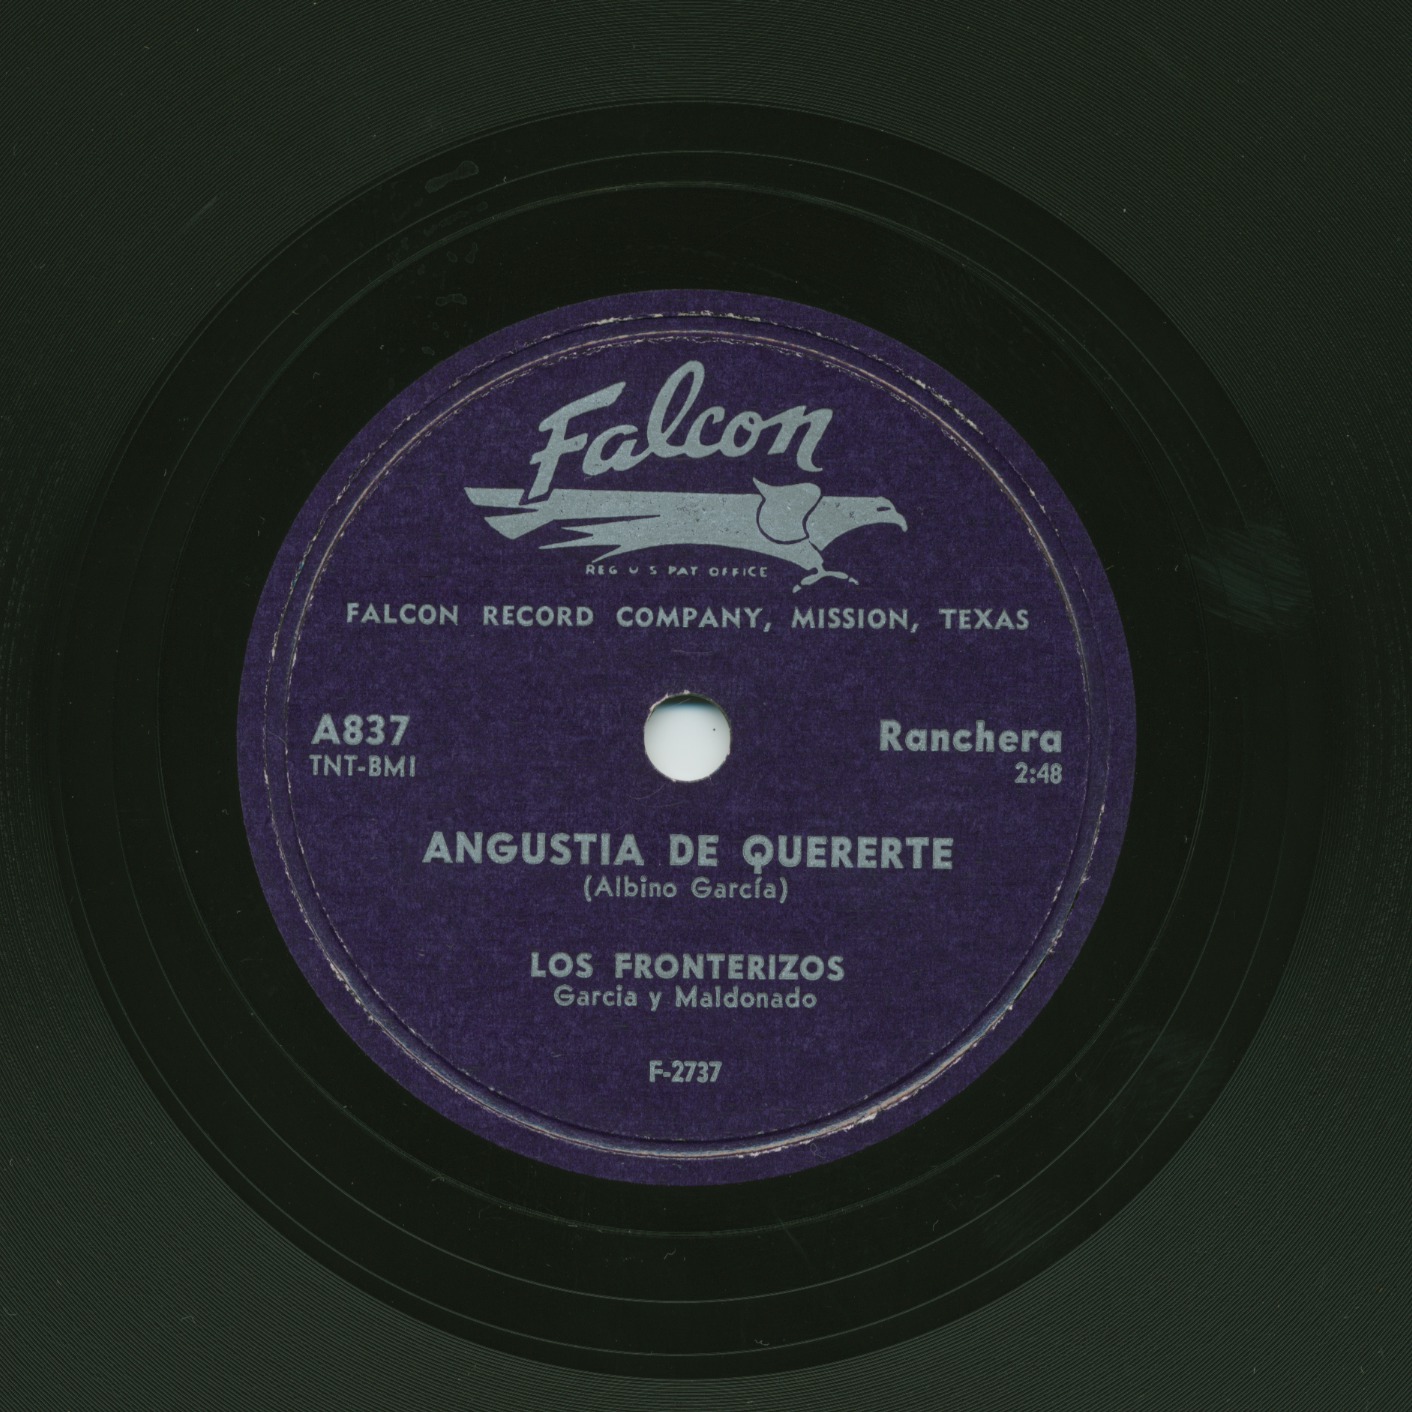 Falcon
REG U S PAT OFFICE
FALCON RECORD COMPANY, MISSION, TEXAS
A837
TNT-BMI
Ranchera
2:48
ANGUSTIA DE QUERERTE
(Albino García)
LOS FRONTERIZOS
Garcia y Maldonado
F-2737